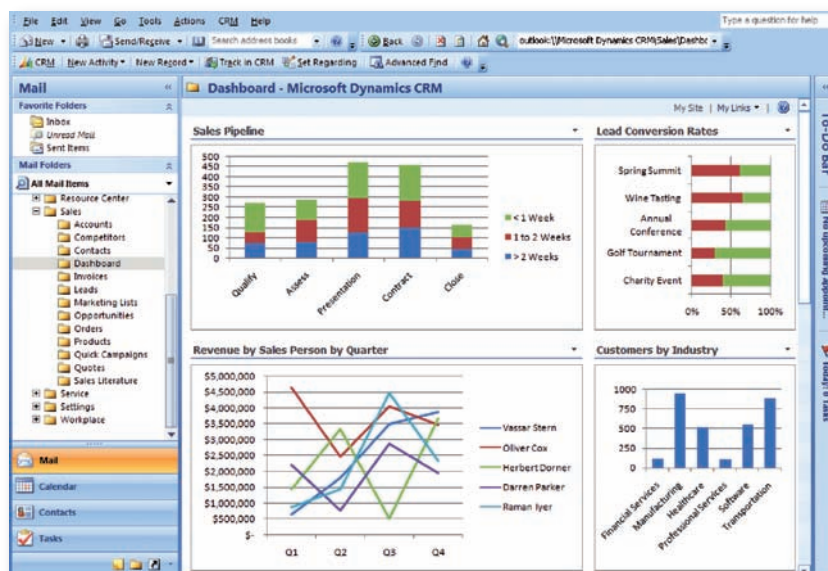 File Edit View Go Tools Actions CRM Help
Type a question for help
New Send/Receive Search address books Back outlook:\\Microsoft Dynamics CRM\Sales\Dashbc
CRM New Activity New Record Track in CRM Set Regarding Advanced Find
Mail
Favorite Folders
Inbox
Unread Mail
Sent Items
Mail Folders
All Mail Items
Resource Center
Sales
Accounts
Competitors
Contacts
Dashboard
Invoices
Leads
Marketing Lists
Opportunities
Orders
Products
Quick Campaigns
Quotes
Sales Literature
Service
Settings
Workplace
Mail
Calendar
Contacts
Tasks
Dashboard - Microsoft Dynamics CRM
My Site | My Links
Sales Pipeline
500
450
400
350
300
250
200
150
100
50
0
Qualify
Assess
Presentation
Contract
Close
< 1 Week
1 to 2 Weeks
> 2 Weeks
Lead Conversion Rates
Spring Summit
Wine Tasting
Annual
Conference
Golf Tournament
Charity Event
0% 50% 100%
Revenue by Sales Person by Quarter
$5,000,000
$4,500,000
$4,000,000
$3,500,000
$3,000,000
$2,500,000
$2,000,000
$1,500,000
$1,000,000
$500,000
$-
Q1 Q2 Q3 Q4
Vassar Stern
Oliver Cox
Herbert Dorner
Darren Parker
Raman Iyer
Customers by Industry
1000
750
500
250
0
Financial Services
Manufacturing
Healthcare
Professional Services
Software
Transportation
To-Do Bar
No upcoming appoint...
Today: 0 Tasks